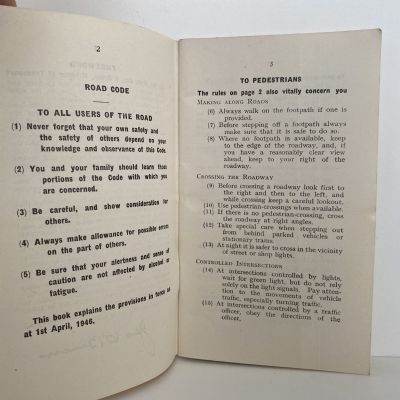 2
ROAD CODE
TO ALL USERS OF THE ROAD
(1) Never forget that your own safety and
the safety of others depend on your
knowledge and observance of this Code.
(2) You and your family should learn those
portions of the Code with which you
are concerned.
(3) Be careful, and show consideration for
others.
(4) Always make allowance for possible errors
on the part of others.
(5) Be sure that your alertness and sense of
caution are not affected by alcohol or
fatigue.
This book explains the provisions in force as
at 1st April, 1946.
3
TO PEDESTRIANS
The rules on page 2 also vitally concern you
Walking along Roads
(6) Always walk on the footpath if one is
provided.
(7) Before stepping off a footpath always
make sure that it is safe to do so.
(8) Where no footpath is available, keep to
the edge of the roadway, and, if
you have a reasonably clear view
ahead, keep to your right of the
roadway.
Crossing the Roadway
(9) Before crossing a roadway look first to
the right and then to the left, and
while crossing keep a careful lookout.
(10) Use pedestrian-crossings when available.
(11) If there is no pedestrian-crossing, cross
the roadway at right angles.
(12) Take special care when stepping out
from behind parked vehicles or
stationary trams.
(13) At night it is safer to cross in the vicinity
of street or shop lights.
Controlled Intersections
(14) At intersections controlled by lights,
wait for green light, but do not rely
solely on the light signals. Pay atten-
tion to the movements of vehicle
traffic, especially turning traffic.
(15) At intersections controlled by a traffic
officer, obey the directions of the
officer.